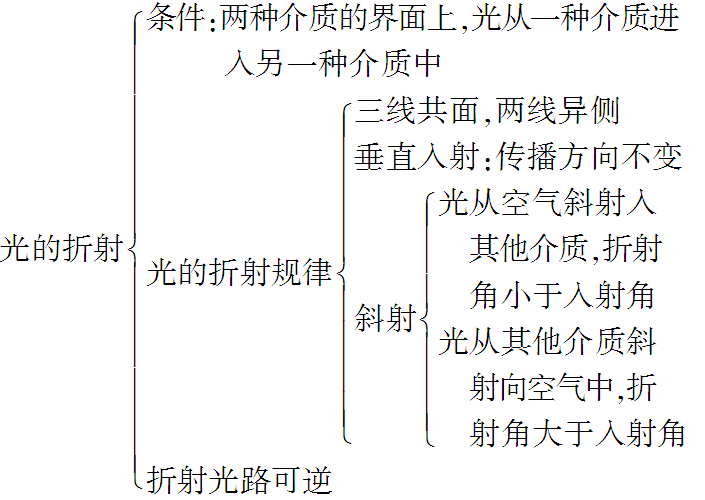 条件:两种介质的界面上,光从一种介质进
入另一种介质中
三线共面,两线异侧
垂直入射:传播方向不变
光从空气斜射入
光的折射
其他介质,折射
光的折射规律
角小于入射角
斜射
光从其他介质斜
射向空气中,折
射角大于入射角
折射光路可逆